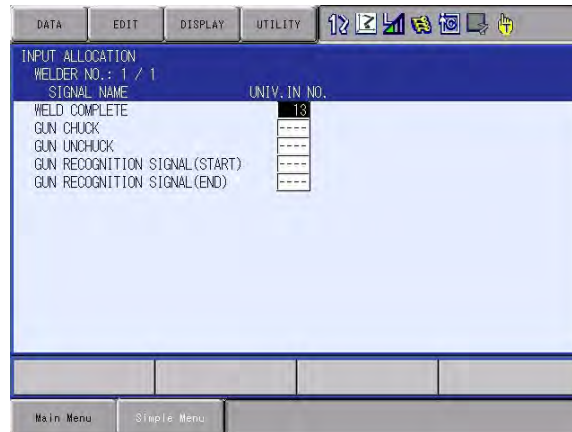 DATA EDIT DISPLAY UTILITY
INPUT ALLOCATION
WELDER NO.: 1 / 1
SIGNAL NAME UNIV.IN NO.
WELD COMPLETE 13
GUN CHUCK ----
GUN UNCHUCK ----
GUN RECOGNITION SIGNAL(START) ----
GUN RECOGNITION SIGNAL(END) ----
Main Menu Simple Menu